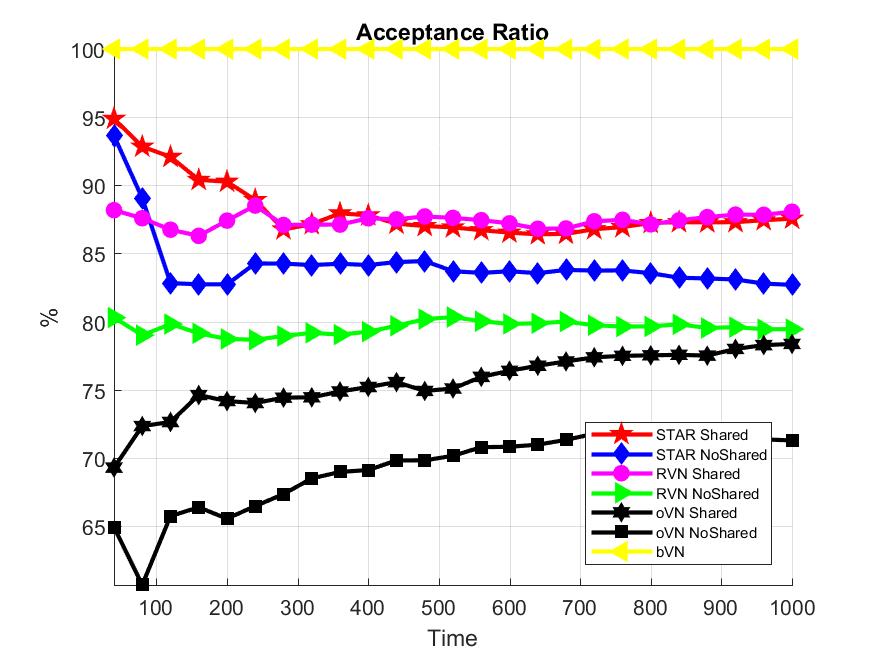 Acceptance Ratio
100
95
90
85
80
75
70
65
%
100 200 300 400 500 600 700 800 900 1000
Time
STAR Shared
STAR NoShared
RVN Shared
RVN NoShared
oVN Shared
oVN NoShared
bVN